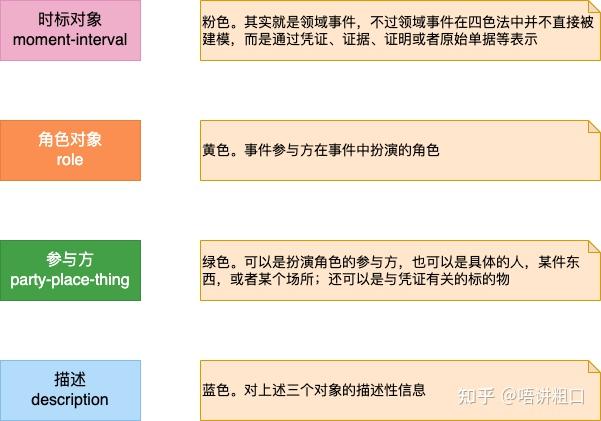 时标对象
moment-interval
粉色。其实就是领域事件，不过领域事件在四色法中并不直接被
建模，而是通过凭证、证据、证明或者原始单据等表示
角色对象
role
黄色。事件参与方在事件中扮演的角色
参与方
party-place-thing
绿色。可以是扮演角色的参与方，也可以是具体的人，某件东
西，或者某个场所；还可以是与凭证有关的标的物
描述
description
蓝色。对上述三个对象的描述性信息
知乎 @唔讲粗口